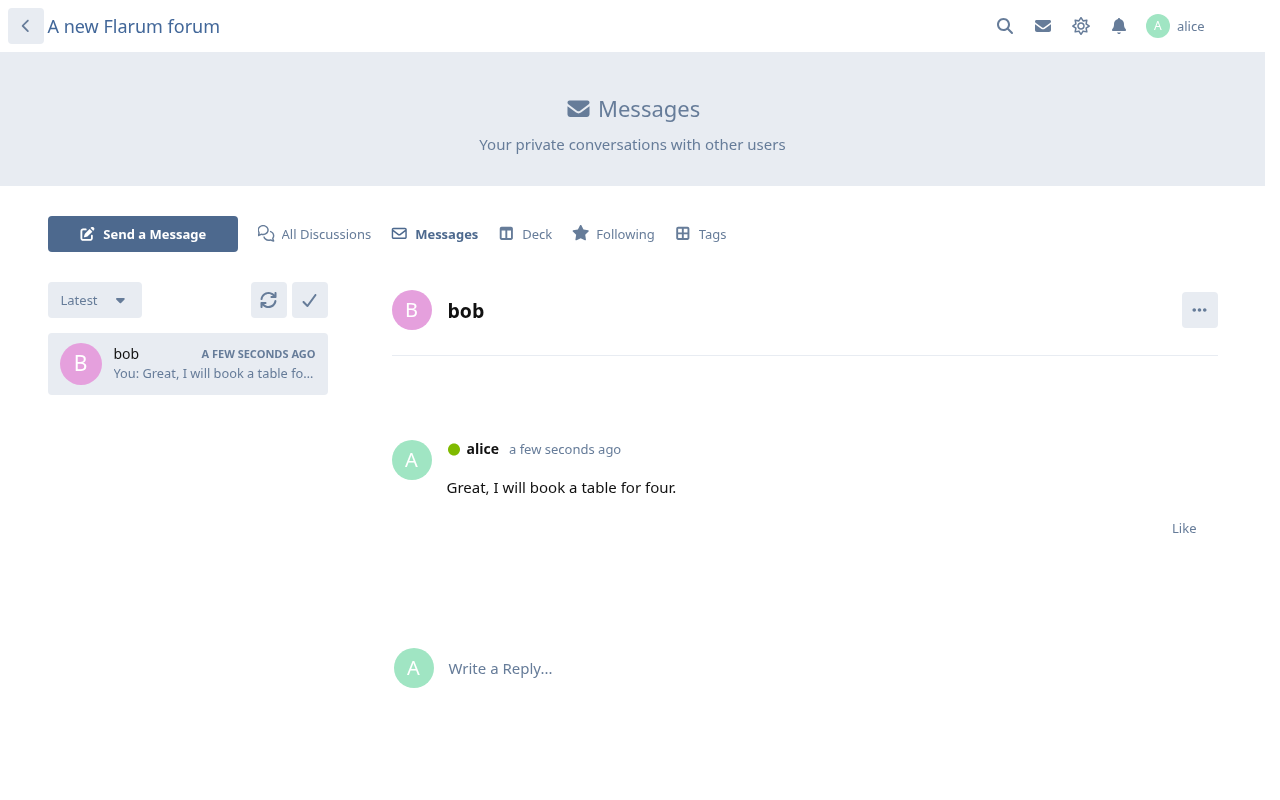 A new Flarum forum
A alice
Messages
Your private conversations with other users
Send a Message
All Discussions
Messages
Deck
Following
Tags
Latest
B
bob
A FEW SECONDS AGO
You: Great, I will book a table fo...
B
bob
A
alice a few seconds ago
Great, I will book a table for four.
Like
A
Write a Reply...